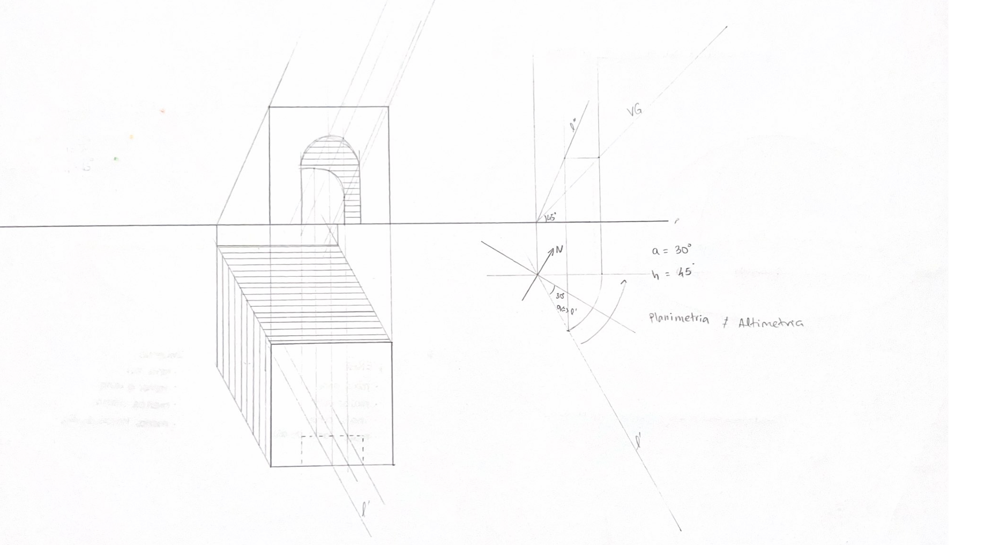 l"
VG
45°
r
N
a = 30°
h = 45°
30°
l'
Planimetria ≠ Altimetria
l'
l'